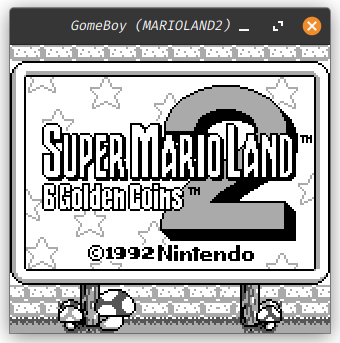 GomeBoy (MARIOLAND2)
SUPER MARIO LAND™
2
6 Golden Coins™
©1992 Nintendo